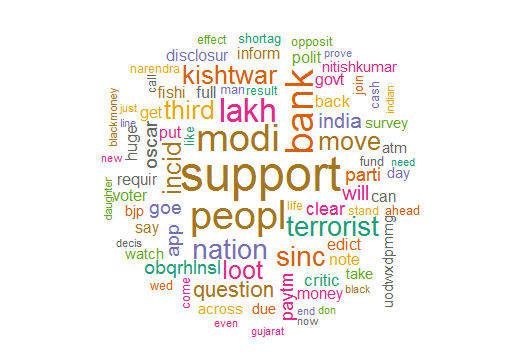 effect shortag opposit
disclosur inform polit prove
narendra kishtwar govt nitishkumar
call fishi full man result join cash indian
blackmoney just get third lakh bank back
huge oscar put like modi india survey
line incid move atm
new support fund need
requir parti day
daughter voter peopl life will can
bjp goe clear stand ahead
say app terrorist
decis watch nation edict
obqrhlnsl loot sinc note uodwxdpmmg
wed come question paytm critic take
across due money black
even end don
now
gujarat